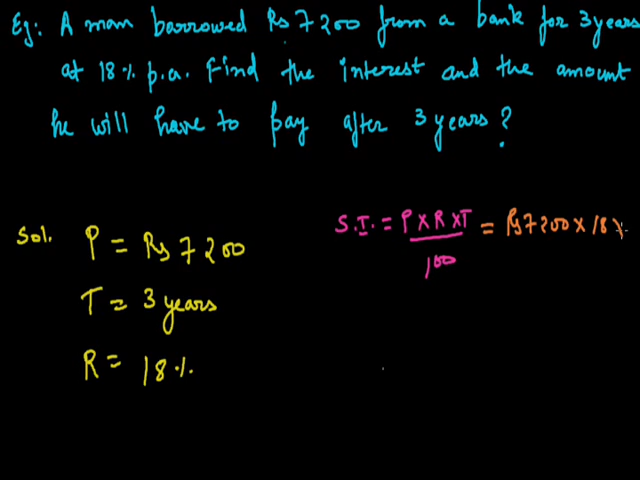 Eg: A man borrowed Rs 7200 from a bank for 3 years
at 18% p.a. Find the interest and the amount
he will have to pay after 3 years?
Sol.
P = Rs 7200
T = 3 years
R = 18%
S.I. = P × R × T / 100 = Rs 7200 × 18 ×